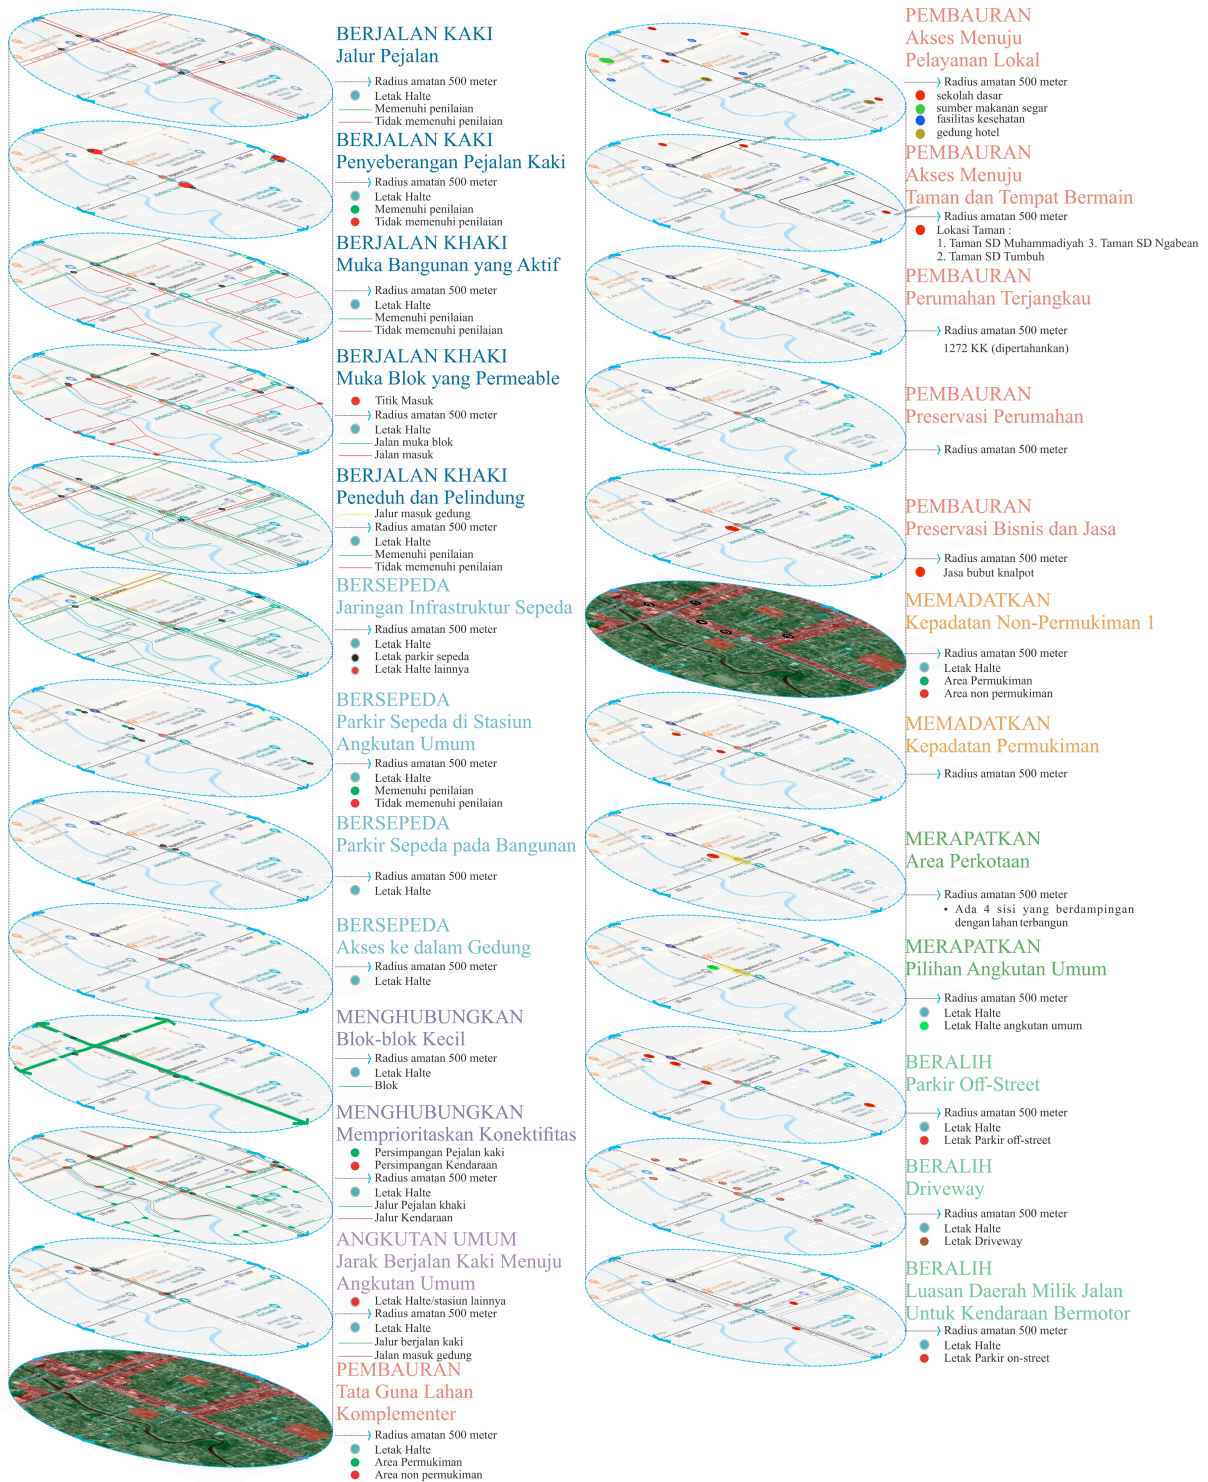 BERJALAN KAKI
Jalur Pejalan
Radius amatan 500 meter
Letak Halte
Memenuhi penilaian
Tidak memenuhi penilaian
BERJALAN KAKI
Penyeberangan Pejalan Kaki
Radius amatan 500 meter
Letak Halte
Memenuhi penilaian
Tidak memenuhi penilaian
BERJALAN KHAKI
Muka Bangunan yang Aktif
Radius amatan 500 meter
Letak Halte
Memenuhi penilaian
Tidak memenuhi penilaian
BERJALAN KHAKI
Muka Blok yang Permeable
Titik Masuk
Radius amatan 500 meter
Letak Halte
Jalan muka blok
Jalan masuk
BERJALAN KHAKI
Peneduh dan Pelindung
Jalur masuk gedung
Radius amatan 500 meter
Letak Halte
Memenuhi penilaian
Tidak memenuhi penilaian
BERSEPEDA
Jaringan Infrastruktur Sepeda
Radius amatan 500 meter
Letak Halte
Letak parkir sepeda
Letak Halte lainnya
BERSEPEDA
Parkir Sepeda di Stasiun
Angkutan Umum
Radius amatan 500 meter
Letak Halte
Memenuhi penilaian
Tidak memenuhi penilaian
BERSEPEDA
Parkir Sepeda pada Bangunan
Radius amatan 500 meter
Letak Halte
BERSEPEDA
Akses ke dalam Gedung
Radius amatan 500 meter
Letak Halte
MENGHUBUNGKAN
Blok-blok Kecil
Radius amatan 500 meter
Letak Halte
Blok
MENGHUBUNGKAN
Memprioritaskan Konektifitas
Persimpangan Pejalan kaki
Persimpangan Kendaraan
Radius amatan 500 meter
Letak Halte
Jalur Pejalan khaki
Jalur Kendaraan
ANGKUTAN UMUM
Jarak Berjalan Kaki Menuju
Angkutan Umum
Letak Halte/stasiun lainnya
Radius amatan 500 meter
Letak Halte
Jalur berjalan kaki
Jalan masuk gedung
PEMBAURAN
Tata Guna Lahan
Komplementer
Radius amatan 500 meter
Letak Halte
Area Permukiman
Area non permukiman
PEMBAURAN
Akses Menuju
Pelayanan Lokal
Radius amatan 500 meter
sekolah dasar
sumber makanan segar
fasilitas kesehatan
gedung hotel
PEMBAURAN
Akses Menuju
Taman dan Tempat Bermain
Radius amatan 500 meter
Lokasi Taman :
1. Taman SD Muhammadiyah 3. Taman SD Ngabean
2. Taman SD Tumbuh
PEMBAURAN
Perumahan Terjangkau
Radius amatan 500 meter
1272 KK (dipertahankan)
PEMBAURAN
Preservasi Perumahan
Radius amatan 500 meter
PEMBAURAN
Preservasi Bisnis dan Jasa
Radius amatan 500 meter
Jasa bubut knalpot
MEMADATKAN
Kepadatan Non-Permukiman 1
Radius amatan 500 meter
Letak Halte
Area Permukiman
Area non permukiman
MEMADATKAN
Kepadatan Permukiman
Radius amatan 500 meter
MERAPATKAN
Area Perkotaan
Radius amatan 500 meter
• Ada 4 sisi yang berdampingan
dengan lahan terbangun
MERAPATKAN
Pilihan Angkutan Umum
Radius amatan 500 meter
Letak Halte
Letak Halte angkutan umum
BERALIH
Parkir Off-Street
Radius amatan 500 meter
Letak Halte
Letak Parkir off-street
BERALIH
Driveway
Radius amatan 500 meter
Letak Halte
Letak Driveway
BERALIH
Luasan Daerah Milik Jalan
Untuk Kendaraan Bermotor
Radius amatan 500 meter
Letak Halte
Letak Parkir on-street